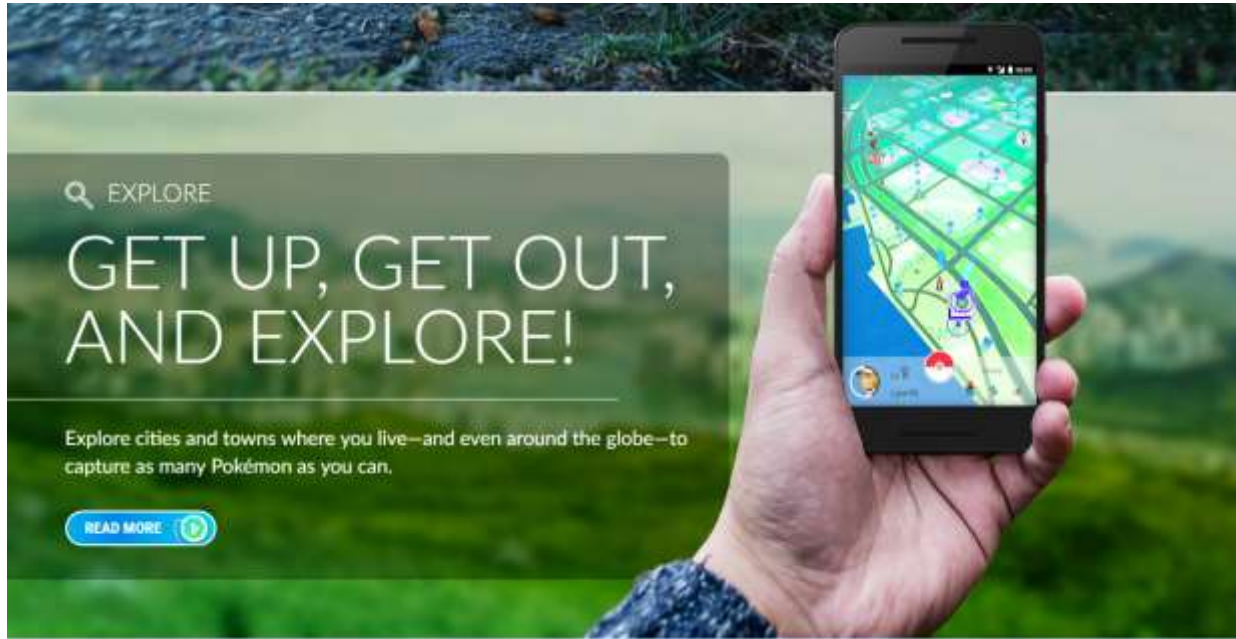 EXPLORE
GET UP, GET OUT,
AND EXPLORE!
Explore cities and towns where you live—and even around the globe—to
capture as many Pokémon as you can.
READ MORE